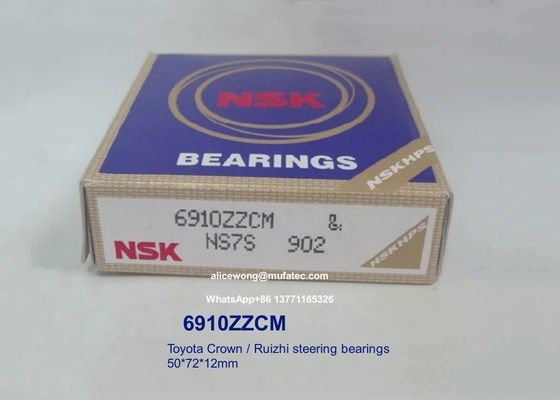 NSK
BEARINGS
NSKHPS
6910ZZCM &
NSK NS7S 902
NSKHPS
alicewong@mufatec.com
WhatsApp+86 13771165326
6910ZZCM
Toyota Crown / Ruizhi steering bearings
50*72*12mm